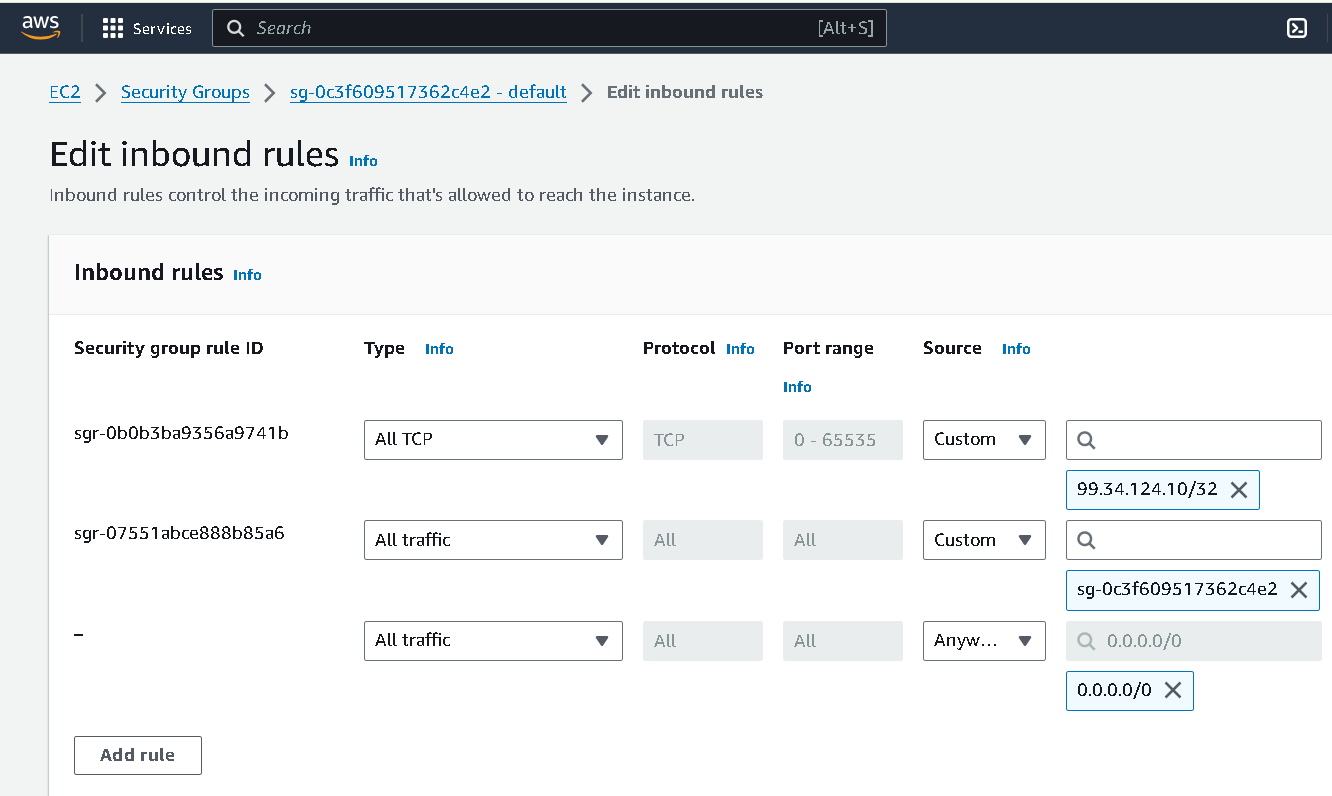 aws Services Search [Alt+S]
EC2 Security Groups sg-0c3f609517362c4e2 - default Edit inbound rules
Edit inbound rules Info
Inbound rules control the incoming traffic that's allowed to reach the instance.
Inbound rules Info
Security group rule ID Type Info Protocol Info Port range Source Info
Info
sgr-0b0b3ba9356a9741b All TCP TCP 0 - 65535 Custom
99.34.124.10/32
sgr-07551abce888b85a6 All traffic All All Custom
sg-0c3f609517362c4e2
– All traffic All All Anyw... 0.0.0.0/0
0.0.0.0/0
Add rule